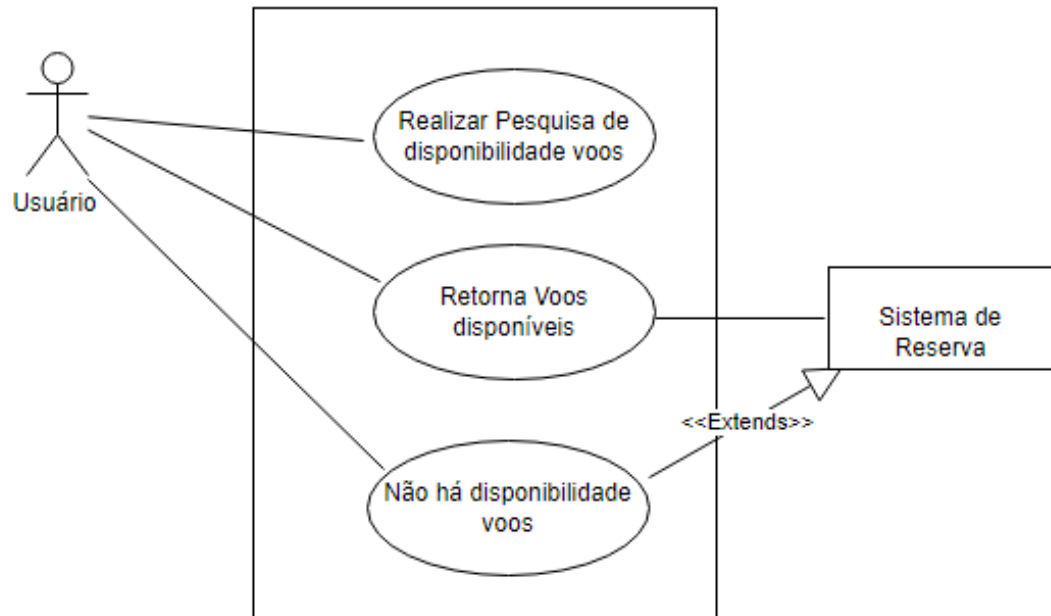 Realizar Pesquisa de
disponibilidade voos
Usuário
Retorna Voos
disponíveis
Sistema de
Reserva
<<Extends>>
Não há disponibilidade
voos